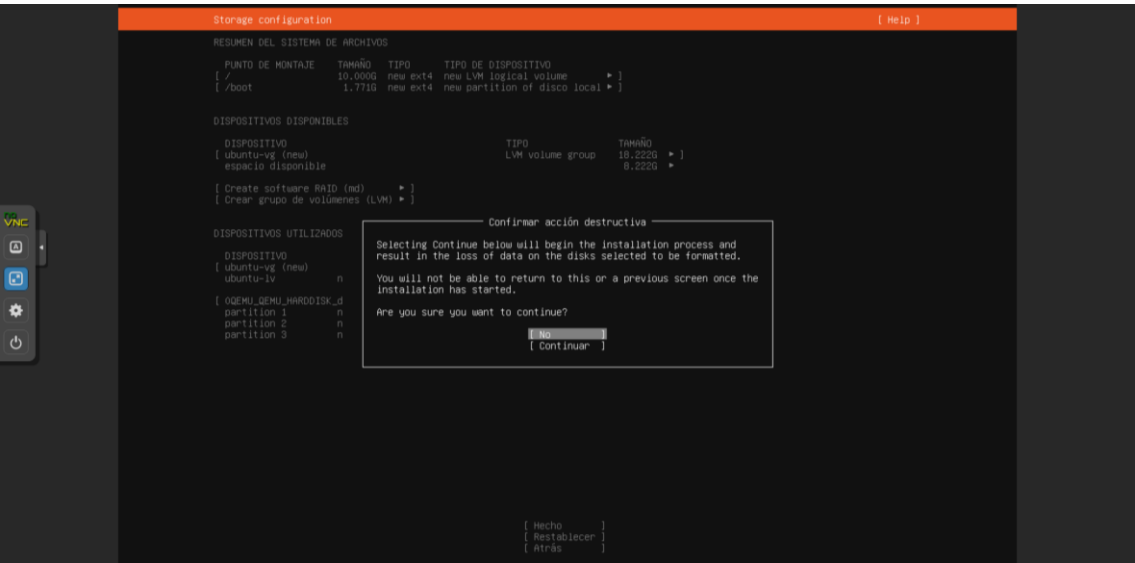 Storage configuration [ Help ]
RESUMEN DEL SISTEMA DE ARCHIVOS
PUNTO DE MONTAJE TAMAÑO TIPO TIPO DE DISPOSITIVO
[ / 10.000G new ext4 new LVM logical volume ▸ ]
[ /boot 1.771G new ext4 new partition of disco local ▸ ]
DISPOSITIVOS DISPONIBLES
DISPOSITIVO TIPO TAMAÑO
[ ubuntu-vg (new) LVM volume group 18.222G ▸ ]
espacio disponible 8.222G ▸
[ Create software RAID (md) ▸ ]
[ Crear grupo de volúmenes (LVM) ▸ ]
DISPOSITIVOS UTILIZADOS
DISPOSITIVO
[ ubuntu-vg (new)
ubuntu-lv n
[ 0QEMU_QEMU_HARDDISK_d
partition 1 n
partition 2 n
partition 3 n
Confirmar acción destructiva
Selecting Continue below will begin the installation process and
result in the loss of data on the disks selected to be formatted.
You will not be able to return to this or a previous screen once the
installation has started.
Are you sure you want to continue?
[ No ]
[ Continuar ]
[ Hecho ]
[ Restablecer ]
[ Atrás ]
no
VNC
A